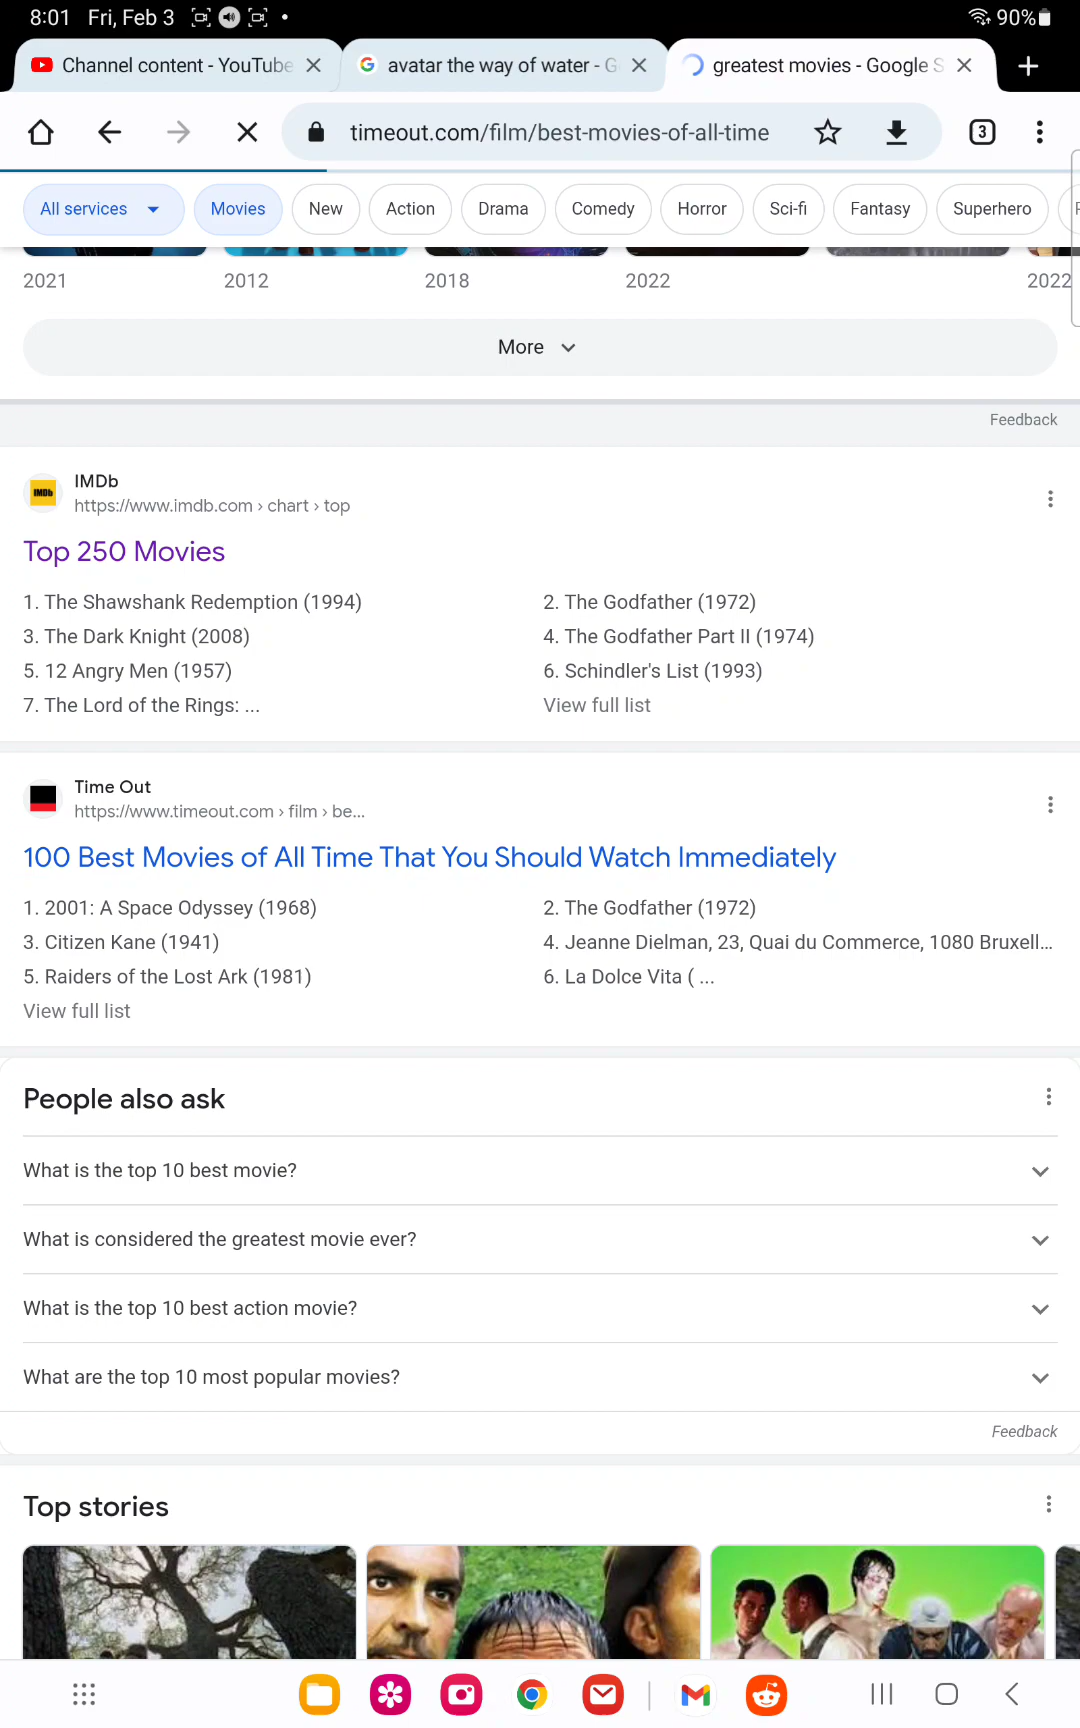 8:01 Fri, Feb 3 90%
Channel content - YouTube
avatar the way of water - G
greatest movies - Google S
timeout.com/film/best-movies-of-all-time
3
All services Movies New Action Drama Comedy Horror Sci-fi Fantasy Superhero
2021 2012 2018 2022 2022
More
Feedback
IMDb
IMDb
https://www.imdb.com › chart › top
Top 250 Movies
1. The Shawshank Redemption (1994)
2. The Godfather (1972)
3. The Dark Knight (2008)
4. The Godfather Part II (1974)
5. 12 Angry Men (1957)
6. Schindler's List (1993)
7. The Lord of the Rings: ...
View full list
Time Out
https://www.timeout.com › film › be...
100 Best Movies of All Time That You Should Watch Immediately
1. 2001: A Space Odyssey (1968)
2. The Godfather (1972)
3. Citizen Kane (1941)
4. Jeanne Dielman, 23, Quai du Commerce, 1080 Bruxell...
5. Raiders of the Lost Ark (1981)
6. La Dolce Vita ( ...
View full list
People also ask
What is the top 10 best movie?
What is considered the greatest movie ever?
What is the top 10 best action movie?
What are the top 10 most popular movies?
Feedback
Top stories